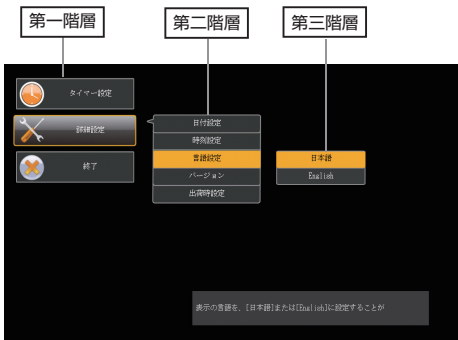 第一階層
第二階層
第三階層
タイマー設定
詳細設定
終了
日付設定
時刻設定
言語設定
バージョン
出荷時設定
日本語
English
表示の言語を、[日本語]または[English]に設定することが